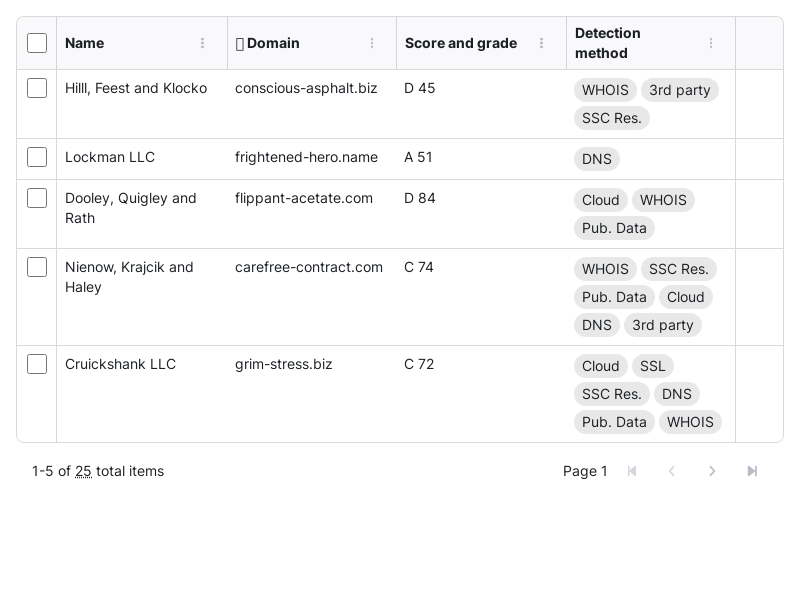 Name Domain Score and grade Detection method
Hilll, Feest and Klocko conscious-asphalt.biz D 45 WHOIS 3rd party
SSC Res.
Lockman LLC frightened-hero.name A 51 DNS
Dooley, Quigley and Rath flippant-acetate.com D 84 Cloud WHOIS
Pub. Data
Nienow, Krajcik and Haley carefree-contract.com C 74 WHOIS SSC Res.
Pub. Data Cloud
DNS 3rd party
Cruickshank LLC grim-stress.biz C 72 Cloud SSL
SSC Res. DNS
Pub. Data WHOIS
1-5 of 25 total items Page 1